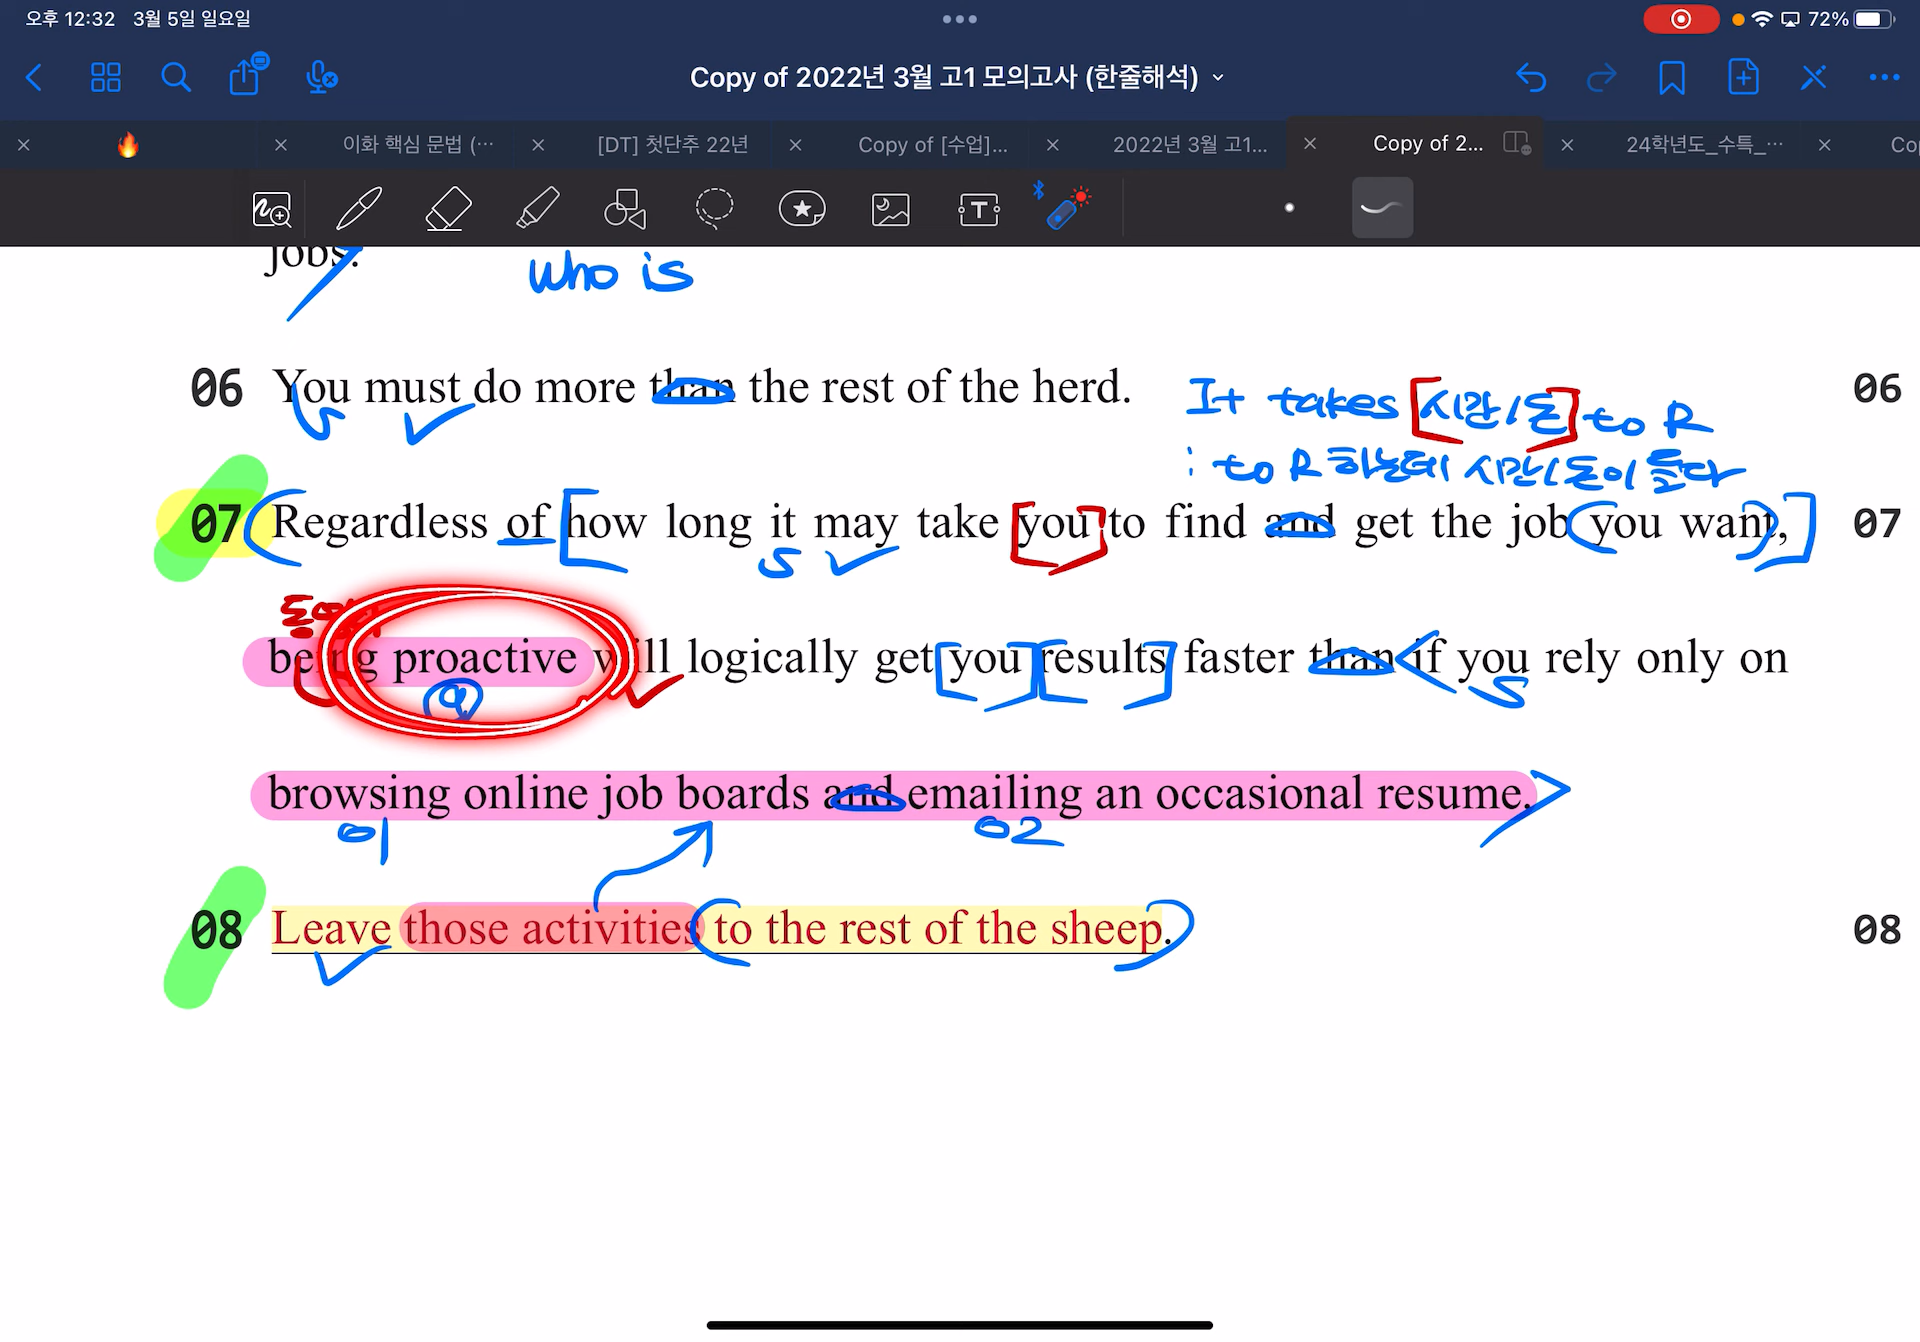 오후 12:32 3월 5일 일요일 72%
Copy of 2022년 3월 고1 모의고사 (한줄해석)
이화 핵심 문법 (··· [DT] 첫단추 22년 Copy of [수업]... 2022년 3월 고1... Copy of 2... 24학년도_수특_··· Co
jobs.
who is
06 You must do more than the rest of the herd. 06
It takes [시간/돈] to R
: to R 하는데 시간/돈이 들다
07 Regardless of how long it may take you to find and get the job you want, 07
S
being proactive will logically get you results faster than if you rely only on
a S
browsing online job boards and emailing an occasional resume.
01 02
08 Leave those activities to the rest of the sheep. 08